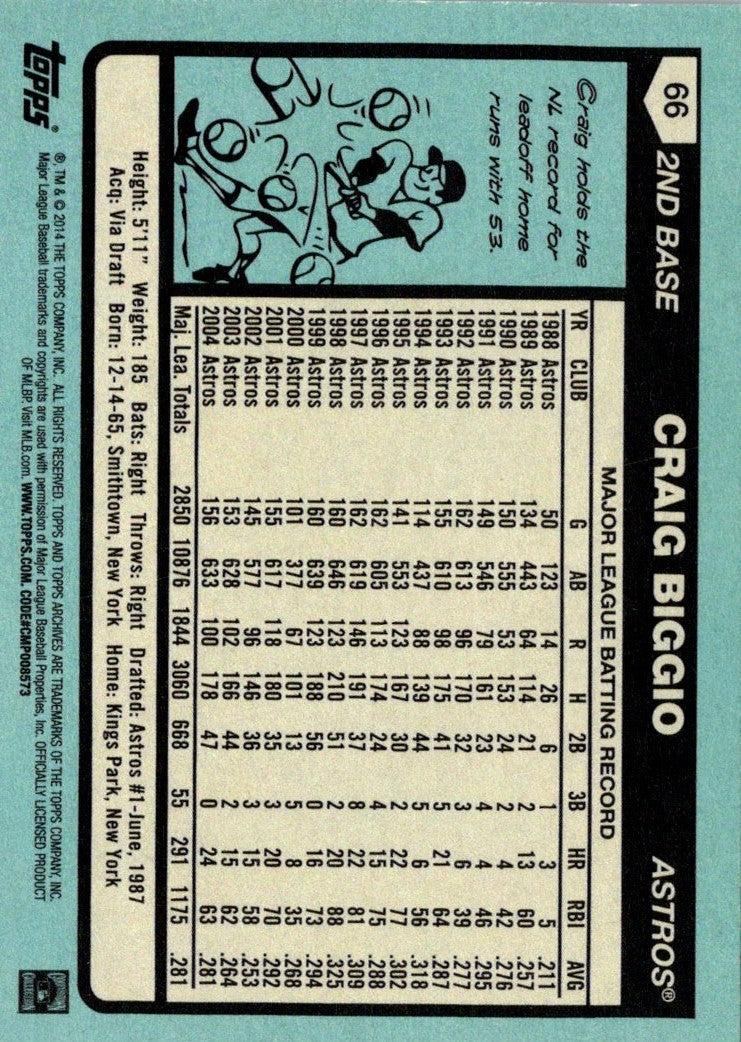 66 2ND BASE CRAIG BIGGIO ASTROS®
Craig holds the
NL record for
leadoff home
runs with 53.
MAJOR LEAGUE BATTING RECORD
YR CLUB G AB R H 2B 3B HR RBI AVG
1988 Astros 50 123 14 26 6 1 3 5 .211
1989 Astros 134 443 64 114 21 2 13 60 .257
1990 Astros 150 555 53 153 24 2 4 42 .276
1991 Astros 149 546 79 161 23 4 4 46 .295
1992 Astros 162 613 96 170 32 3 6 39 .277
1993 Astros 155 610 98 175 41 5 21 64 .287
1994 Astros 114 437 88 139 44 5 6 56 .318
1995 Astros 141 553 123 167 30 2 22 77 .302
1996 Astros 162 605 113 174 24 4 15 75 .288
1997 Astros 162 619 146 191 37 8 22 81 .309
1998 Astros 160 646 123 210 51 2 20 88 .325
1999 Astros 160 639 123 188 56 0 16 73 .294
2000 Astros 101 377 67 101 13 5 8 35 .268
2001 Astros 155 617 118 180 35 3 20 70 .292
2002 Astros 145 577 96 146 36 3 15 58 .253
2003 Astros 153 628 102 166 44 2 15 62 .264
2004 Astros 156 633 100 178 47 0 24 63 .281
Maj. Lea. Totals 2850 10876 1844 3060 668 55 291 1175 .281
Height: 5'11" Weight: 185 Bats: Right Throws: Right Drafted: Astros #1-June, 1987
Acq: Via Draft Born: 12-14-65, Smithtown, New York Home: Kings Park, New York
topps®
®, TM & © 2014 THE TOPPS COMPANY, INC. ALL RIGHTS RESERVED. TOPPS AND TOPPS ARCHIVES ARE TRADEMARKS OF THE TOPPS COMPANY, INC.
Major League Baseball trademarks and copyrights are used with permission of Major League Baseball Properties, Inc. OFFICIALLY LICENSED PRODUCT
OF MLBP. Visit MLB.com. WWW.TOPPS.COM. CODE#CMP008573